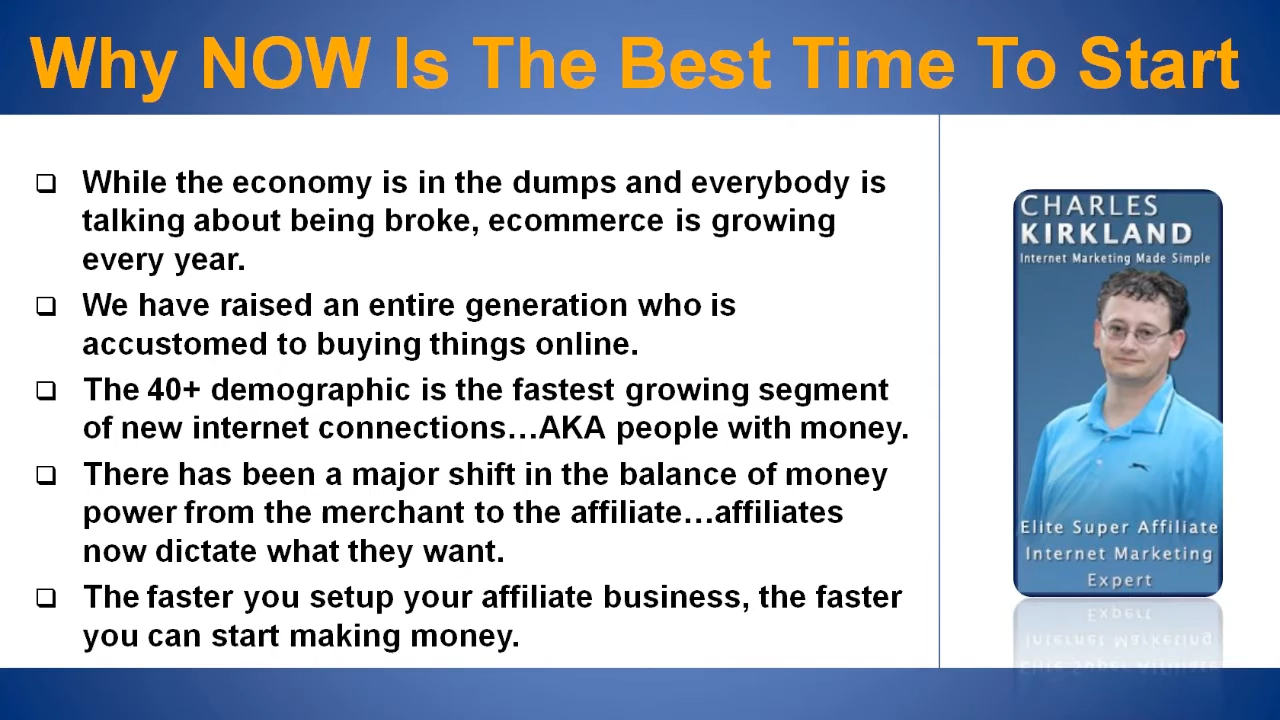 Why NOW Is The Best Time To Start
❑ While the economy is in the dumps and everybody is
talking about being broke, ecommerce is growing
every year.
❑ We have raised an entire generation who is
accustomed to buying things online.
❑ The 40+ demographic is the fastest growing segment
of new internet connections…AKA people with money.
❑ There has been a major shift in the balance of money
power from the merchant to the affiliate…affiliates
now dictate what they want.
❑ The faster you setup your affiliate business, the faster
you can start making money.
CHARLES
KIRKLAND
Internet Marketing Made Simple
Elite Super Affiliate
Internet Marketing
Expert